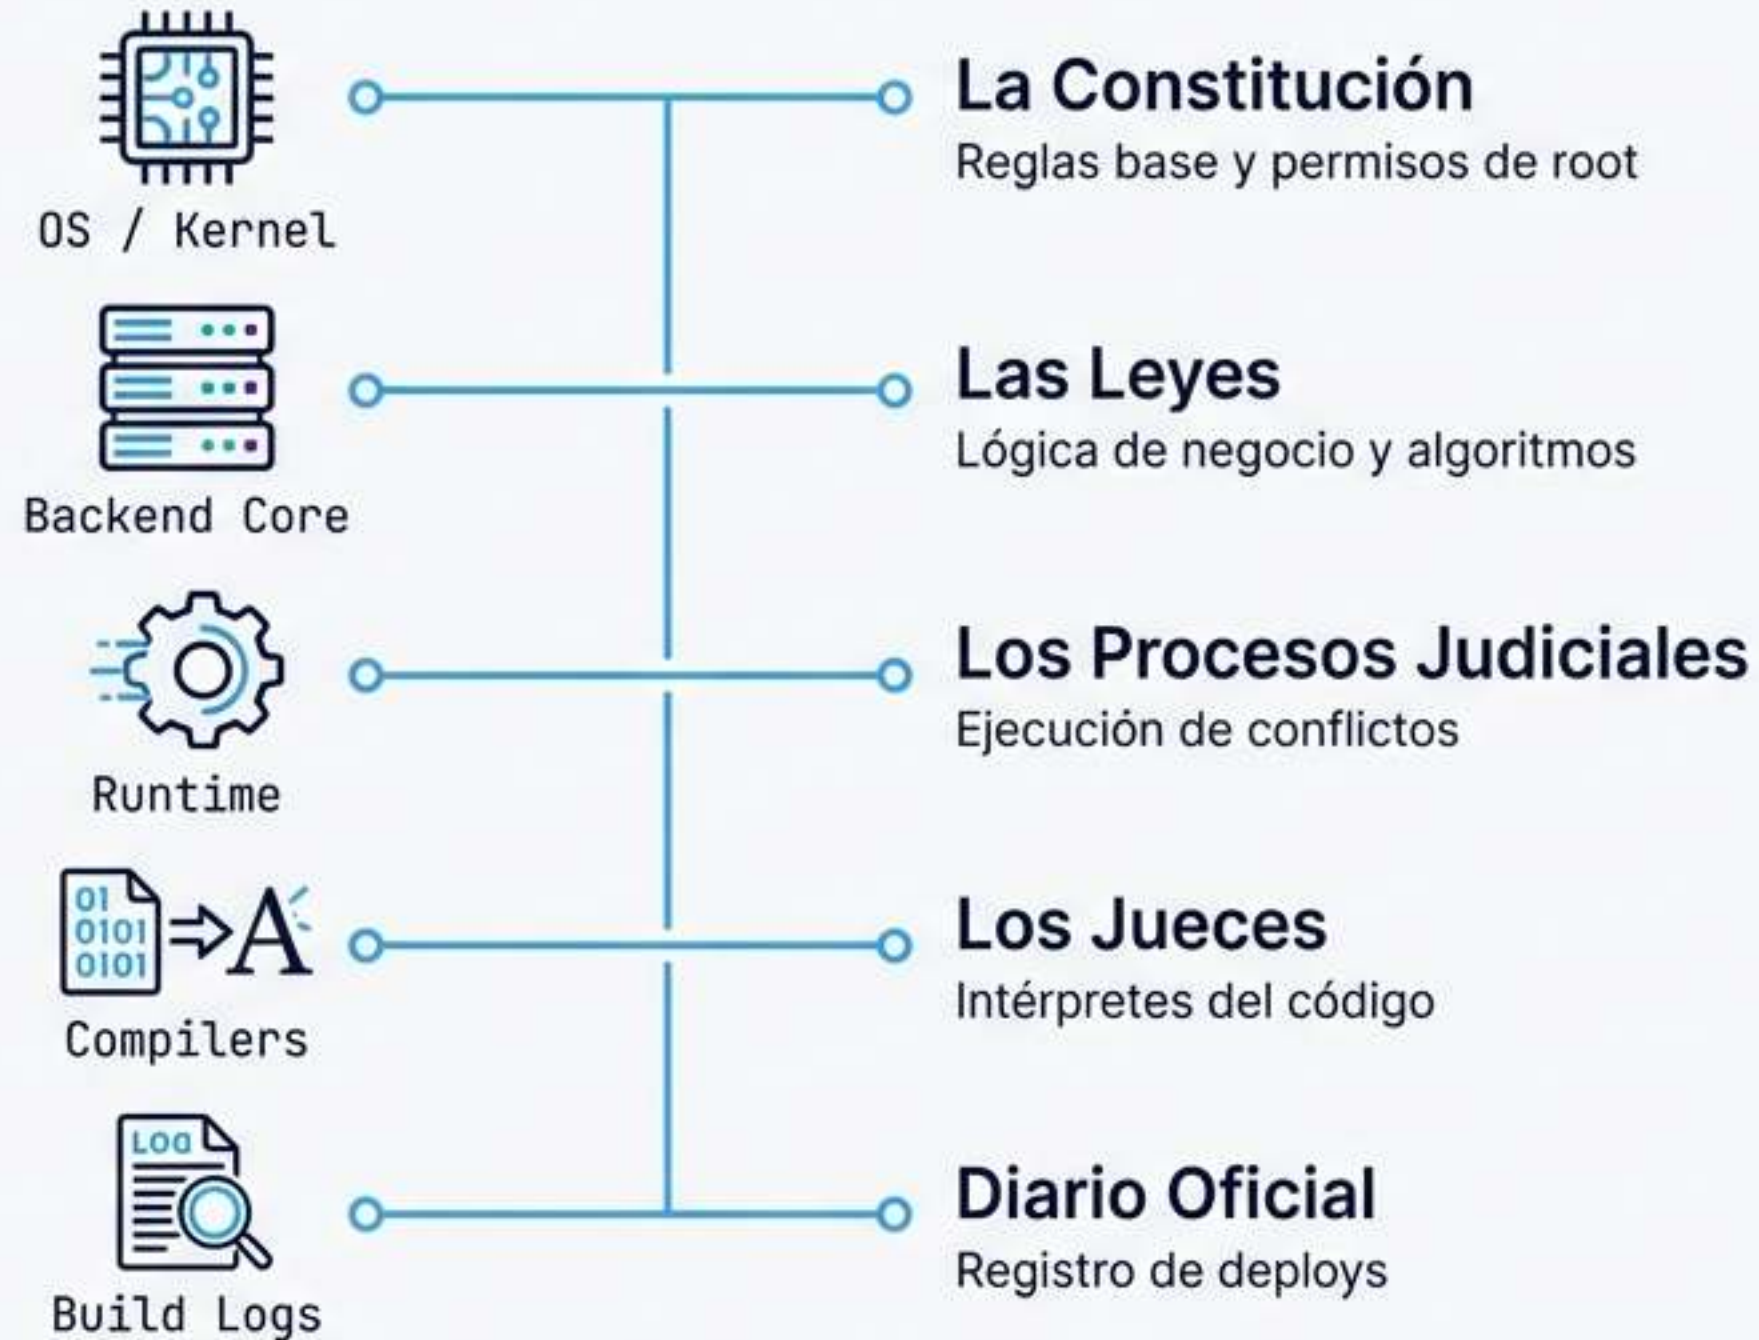 OS / Kernel
La Constitución
Reglas base y permisos de root
Backend Core
Las Leyes
Lógica de negocio y algoritmos
Runtime
Los Procesos Judiciales
Ejecución de conflictos
01
0101
0101
A
Compilers
Los Jueces
Intérpretes del código
LOG
Build Logs
Diario Oficial
Registro de deploys